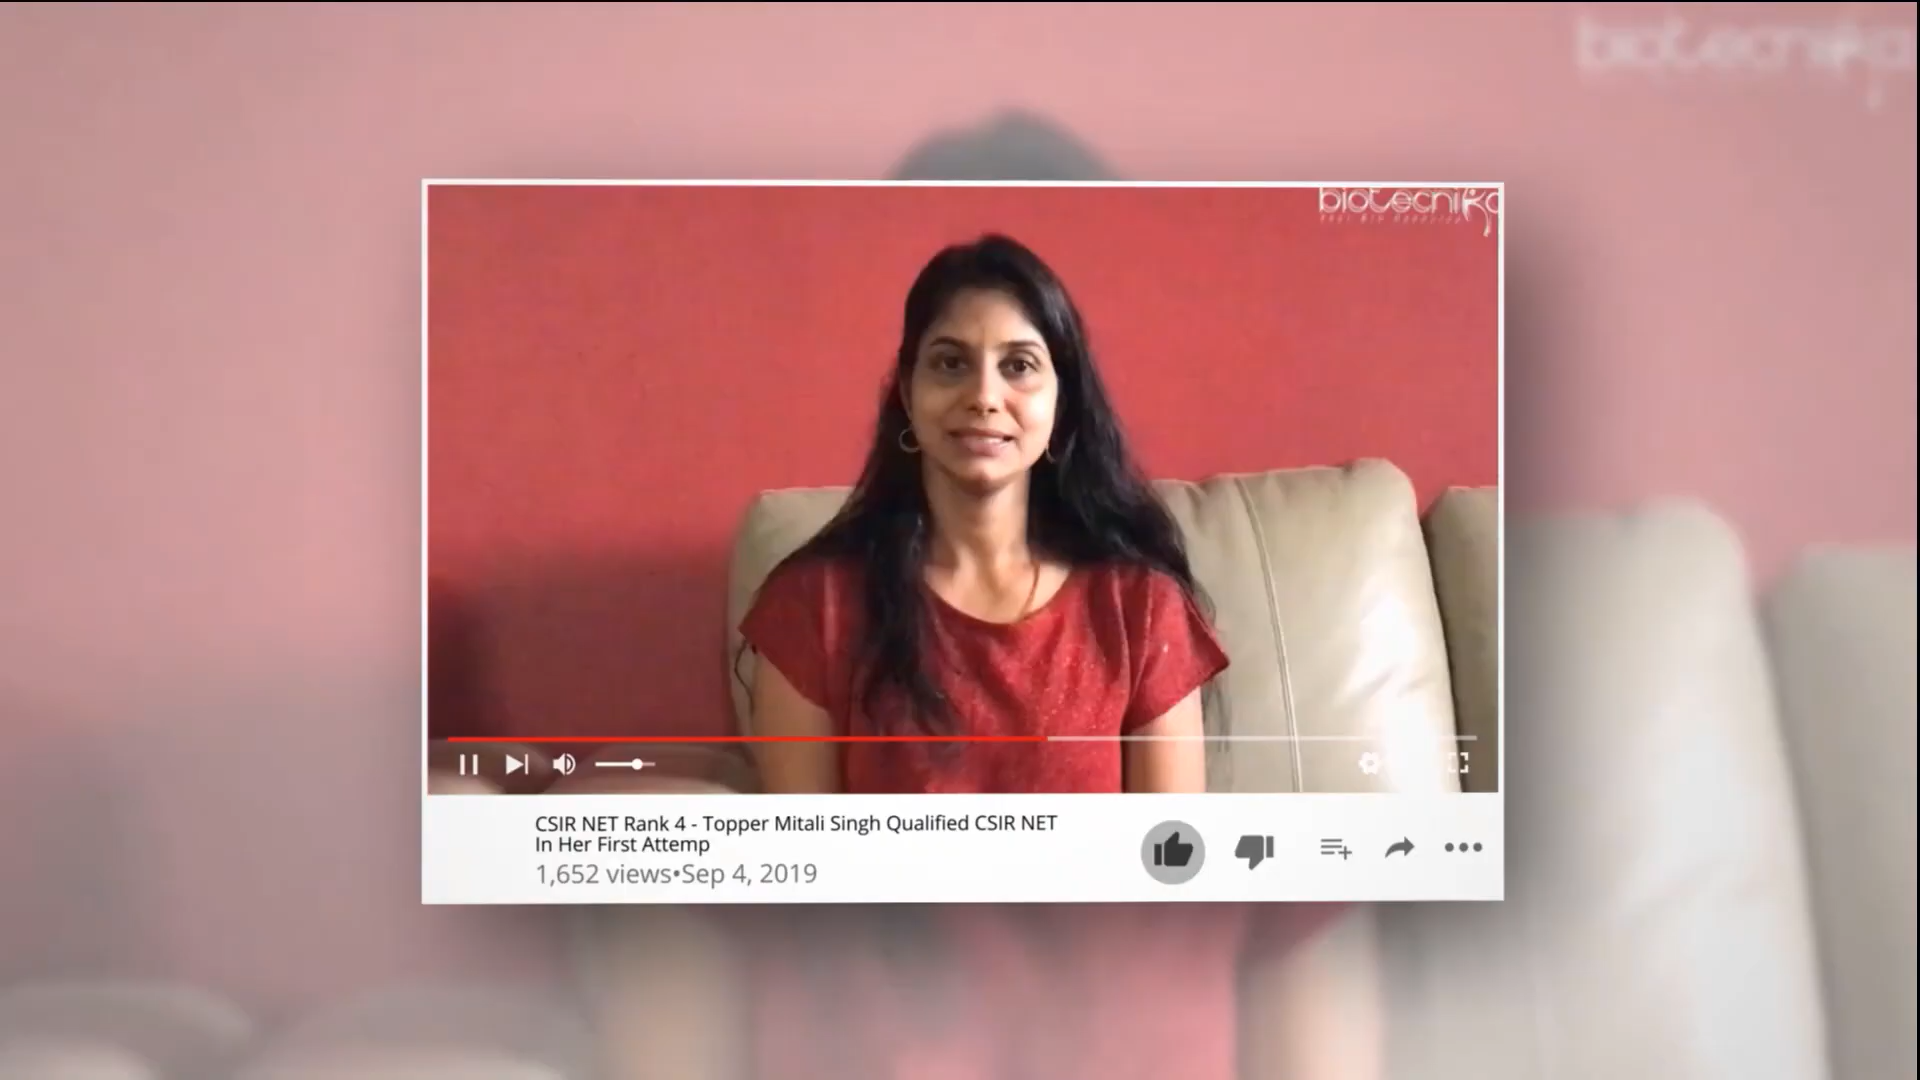 biotecnika
biotecnika
CSIR NET Rank 4 - Topper Mitali Singh Qualified CSIR NET
In Her First Attemp
1,652 views•Sep 4, 2019